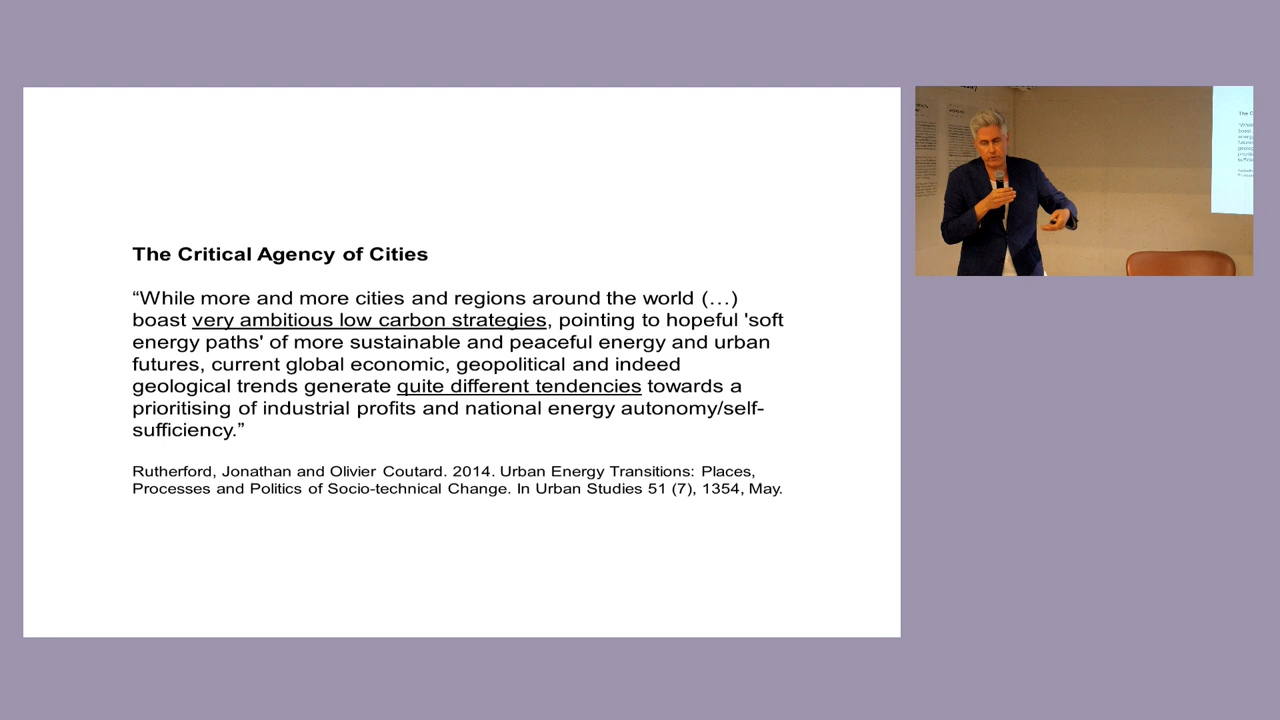 The Critical Agency of Cities
“While more and more cities and regions around the world (…)
boast very ambitious low carbon strategies, pointing to hopeful 'soft
energy paths' of more sustainable and peaceful energy and urban
futures, current global economic, geopolitical and indeed
geological trends generate quite different tendencies towards a
prioritising of industrial profits and national energy autonomy/self-
sufficiency.”
Rutherford, Jonathan and Olivier Coutard. 2014. Urban Energy Transitions: Places,
Processes and Politics of Socio-technical Change. In Urban Studies 51 (7), 1354, May.